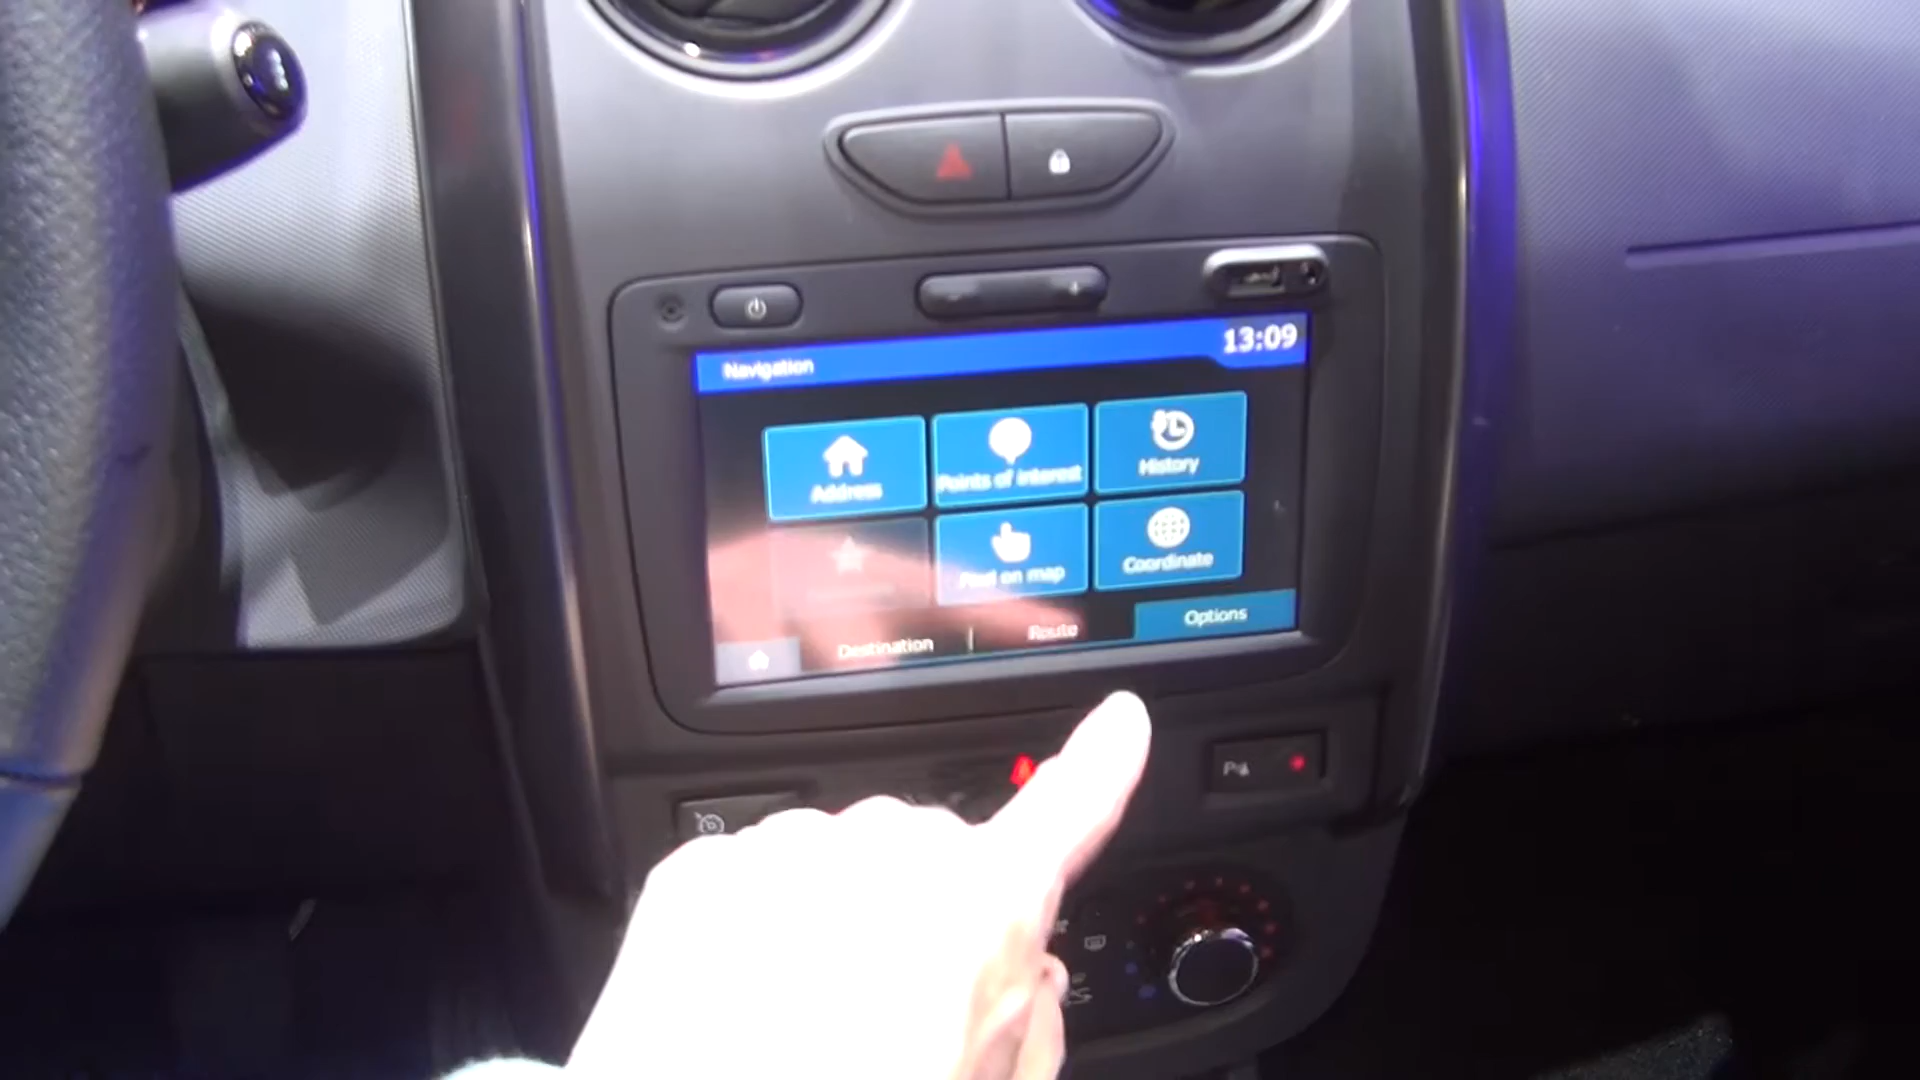 13:09
Navigation
Address
Points of interest
History
Find on map
Coordinate
Destination
Route
Options